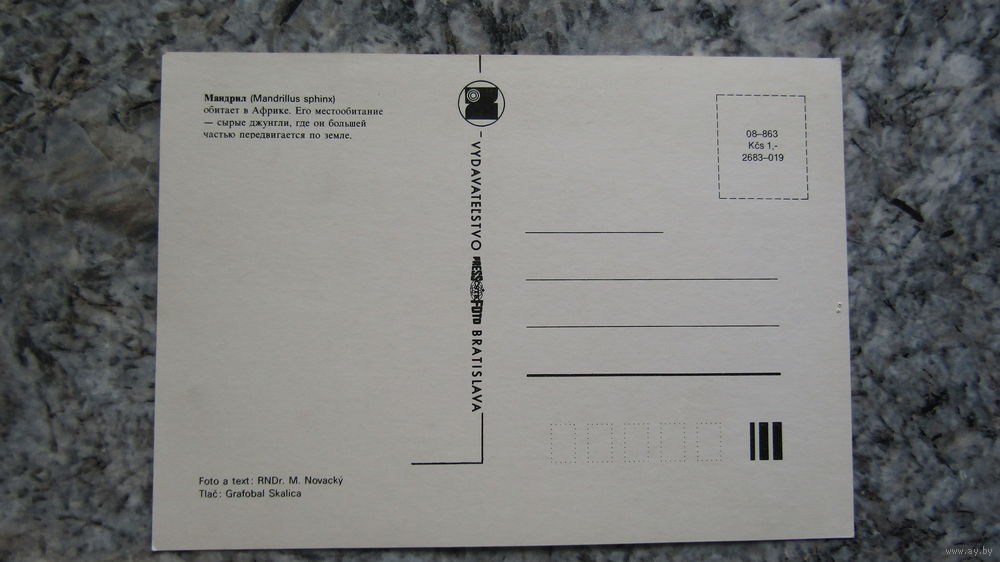 Мандрил (Mandrillus sphinx)
обитает в Африке. Его местообитание
— сырые джунгли, где он большей
частью передвигается по земле.
VYDAVATEĽSTVO PRESSFOTO BRATISLAVA
08–863
Kčs 1,-
2683–019
Foto a text: RNDr. M. Novacký
Tlač: Grafobal Skalica
www.ay.by